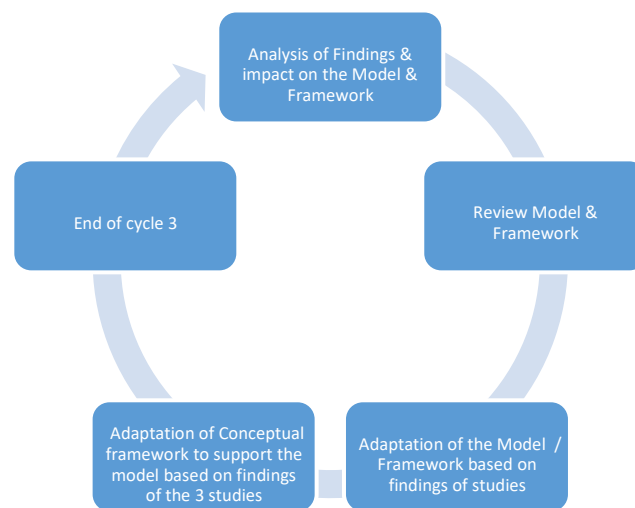 Analysis of Findings &
impact on the Model &
Framework
Review Model &
Framework
Adaptation of the Model /
Framework based on
findings of studies
Adaptation of Conceptual
framework to support the
model based on findings
of the 3 studies
End of cycle 3